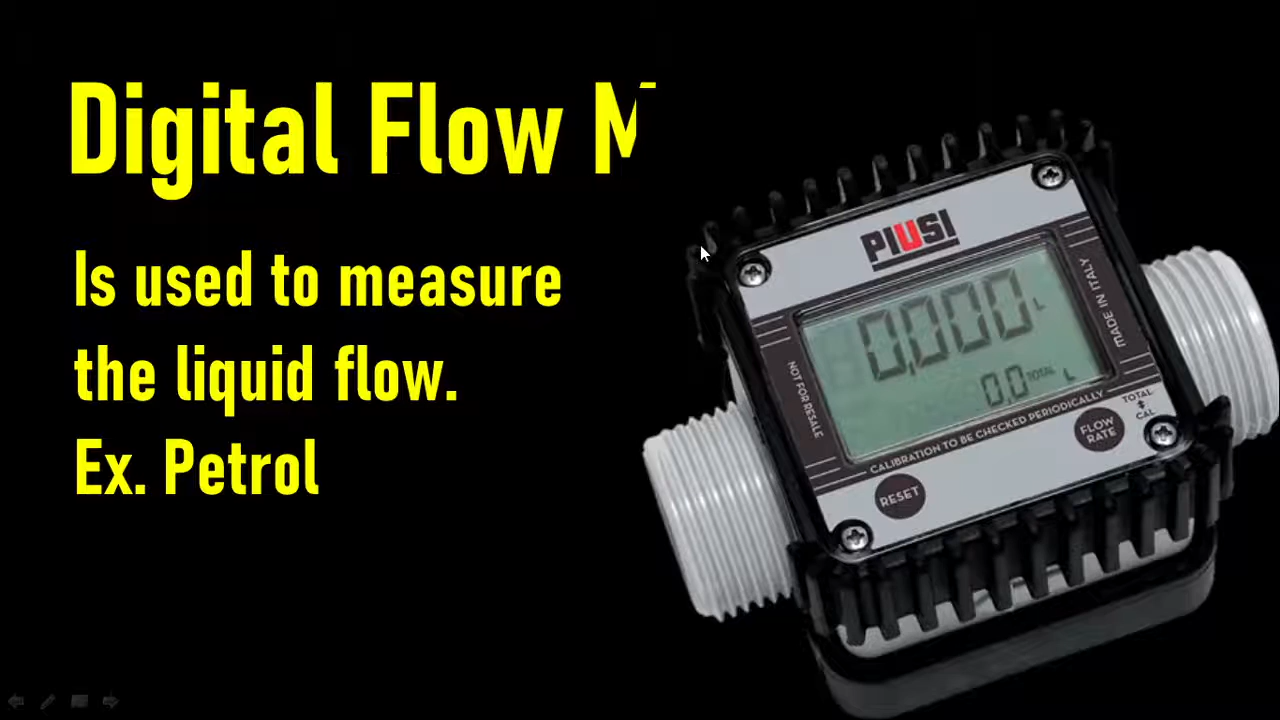 Digital Flow M
Is used to measure
the liquid flow.
Ex. Petrol
PIUSI
MADE IN ITALY
NOT FOR RESALE
0,000 L
0,0 TOTAL L
CALIBRATION TO BE CHECKED PERIODICALLY
TOTAL
CAL
FLOW
RATE
RESET